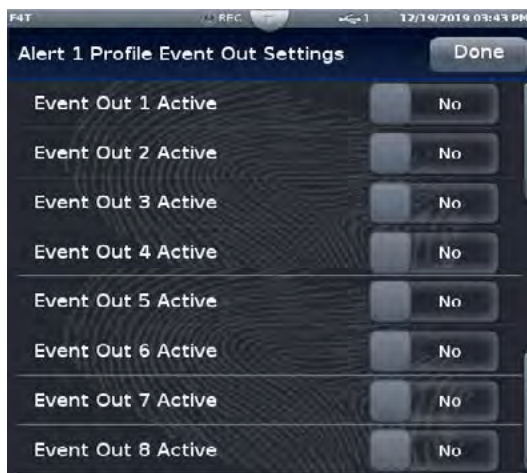 F4T REC 1 12/19/2019 03:43 PM
Alert 1 Profile Event Out Settings Done
Event Out 1 Active No
Event Out 2 Active No
Event Out 3 Active No
Event Out 4 Active No
Event Out 5 Active No
Event Out 6 Active No
Event Out 7 Active No
Event Out 8 Active No